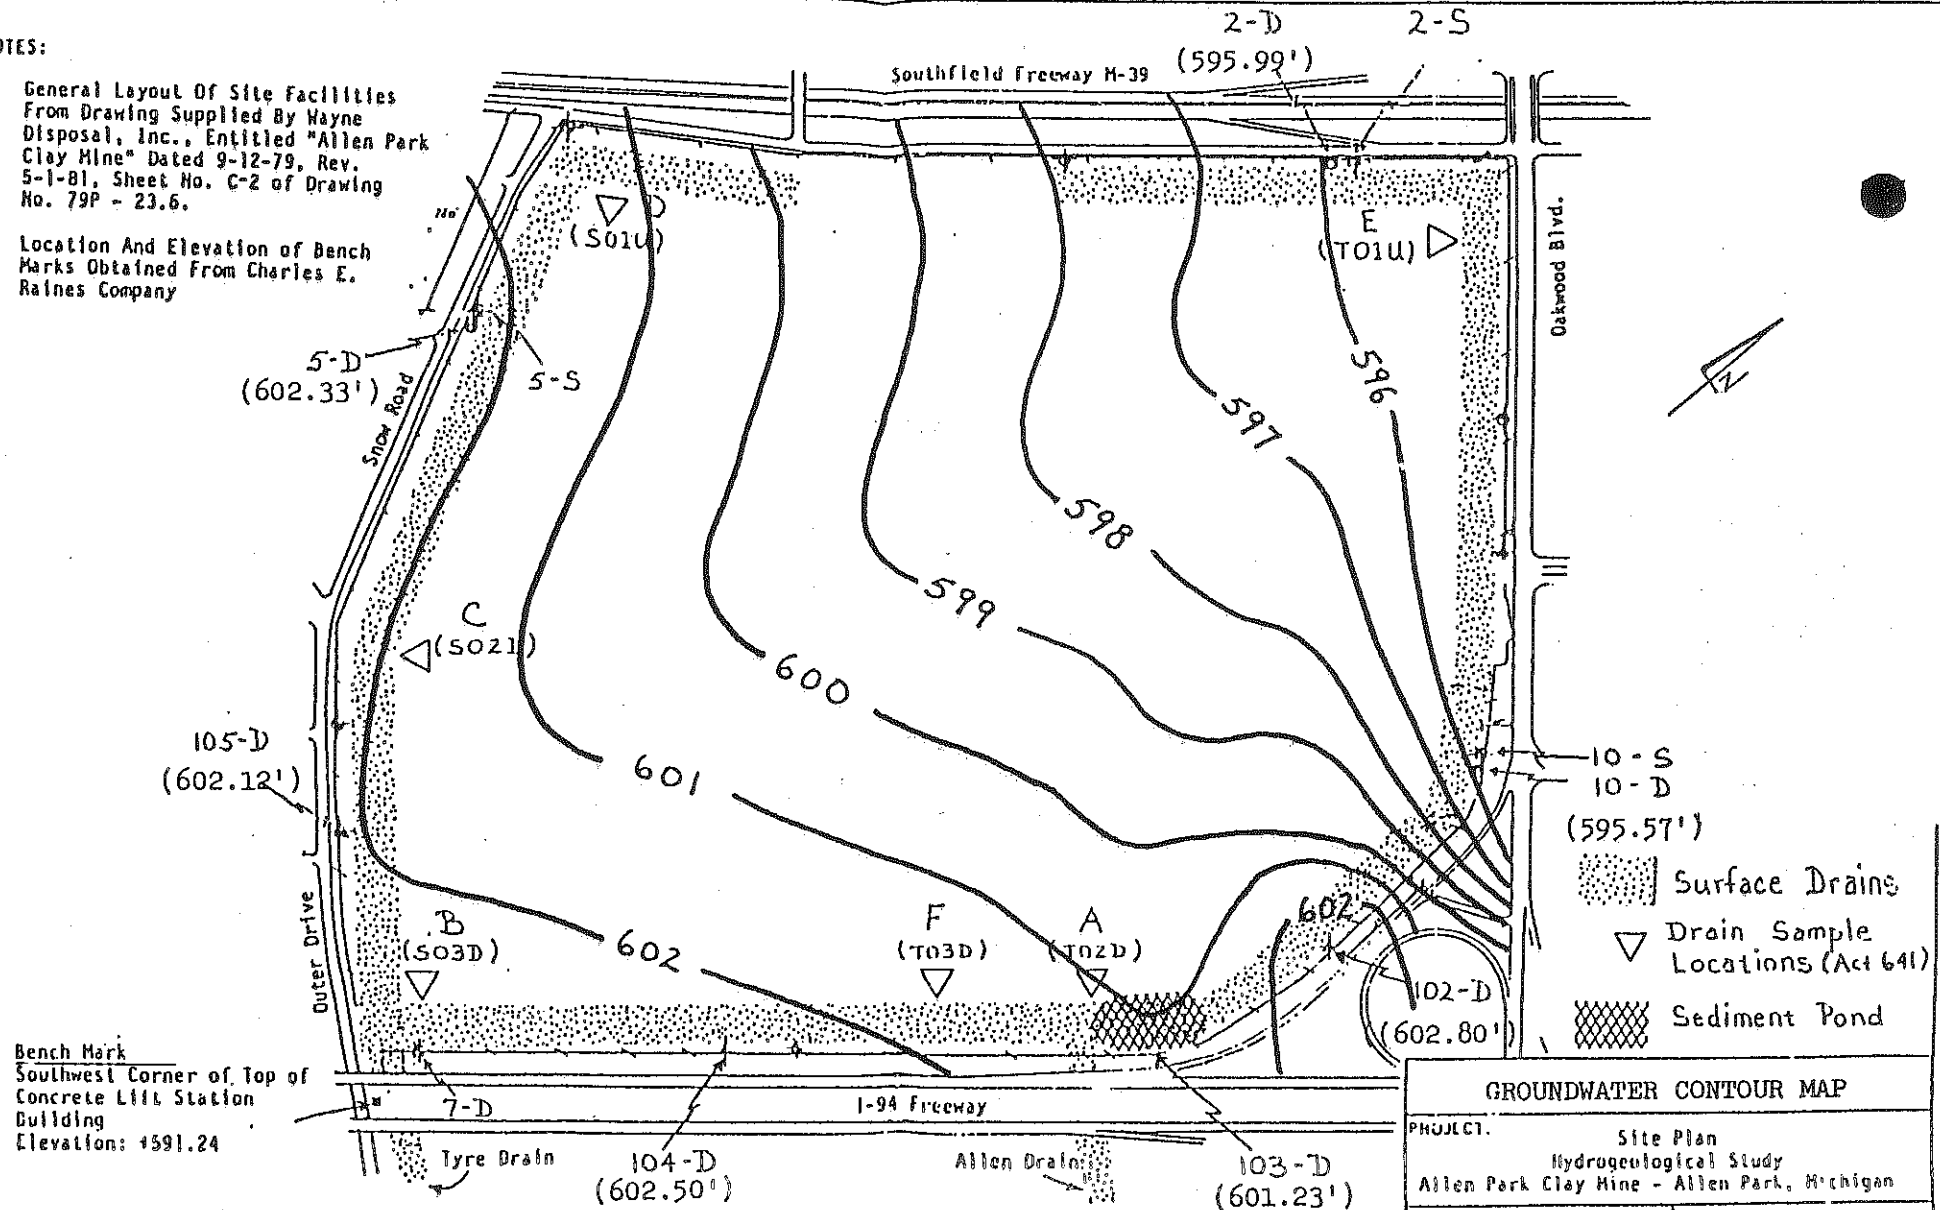 OTES:
General Layout Of Site Facilities
From Drawing Supplied By Wayne
Disposal, Inc., Entitled "Allen Park
Clay Mine" Dated 9-12-79, Rev.
5-1-81, Sheet No. C-2 of Drawing
No. 79P - 23.6.
Location And Elevation of Bench
Marks Obtained From Charles E.
Raines Company
2-D
(595.99')
2-S
Southfield Freeway M-39
D
(S01U)
E
(T01U)
Oakwood Blvd.
N
5-D
(602.33')
5-S
Snow Road
596
597
598
599
600
601
602
602
C
(S021)
105-D
(602.12')
10-S
10-D
(595.57')
Surface Drains
Drain Sample
Locations (Act 641)
Sediment Pond
Outer Drive
B
(S03D)
F
(T03D)
A
(T02D)
102-D
(602.80')
Bench Mark
Southwest Corner of Top of
Concrete Lift Station
Building
Elevation: +591.24
7-D
I-94 Freeway
Tyre Drain
104-D
(602.50')
Allen Drain
103-D
(601.23')
GROUNDWATER CONTOUR MAP
PROJECT.
Site Plan
Hydrogeological Study
Allen Park Clay Mine - Allen Park, Michigan